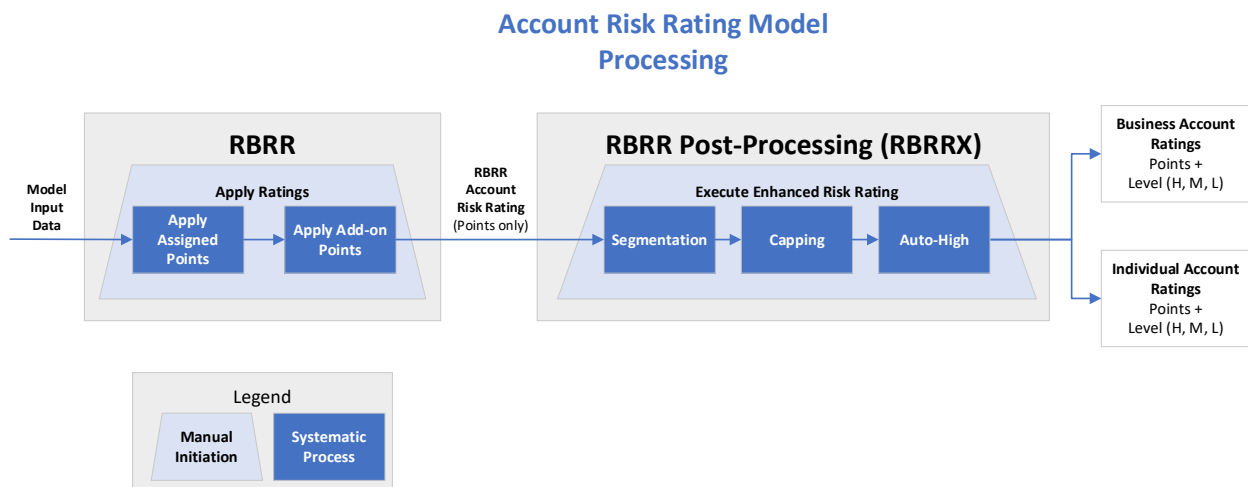 Account Risk Rating Model
Processing
RBRR
Apply Ratings
Model
Input
Data
Apply
Assigned
Points
Apply Add-on
Points
RBRR
Account
Risk Rating
(Points only)
RBRR Post-Processing (RBRRX)
Execute Enhanced Risk Rating
Segmentation
Capping
Auto-High
Business Account
Ratings
Points +
Level (H, M, L)
Individual Account
Ratings
Points +
Level (H, M, L)
Legend
Manual
Initiation
Systematic
Process